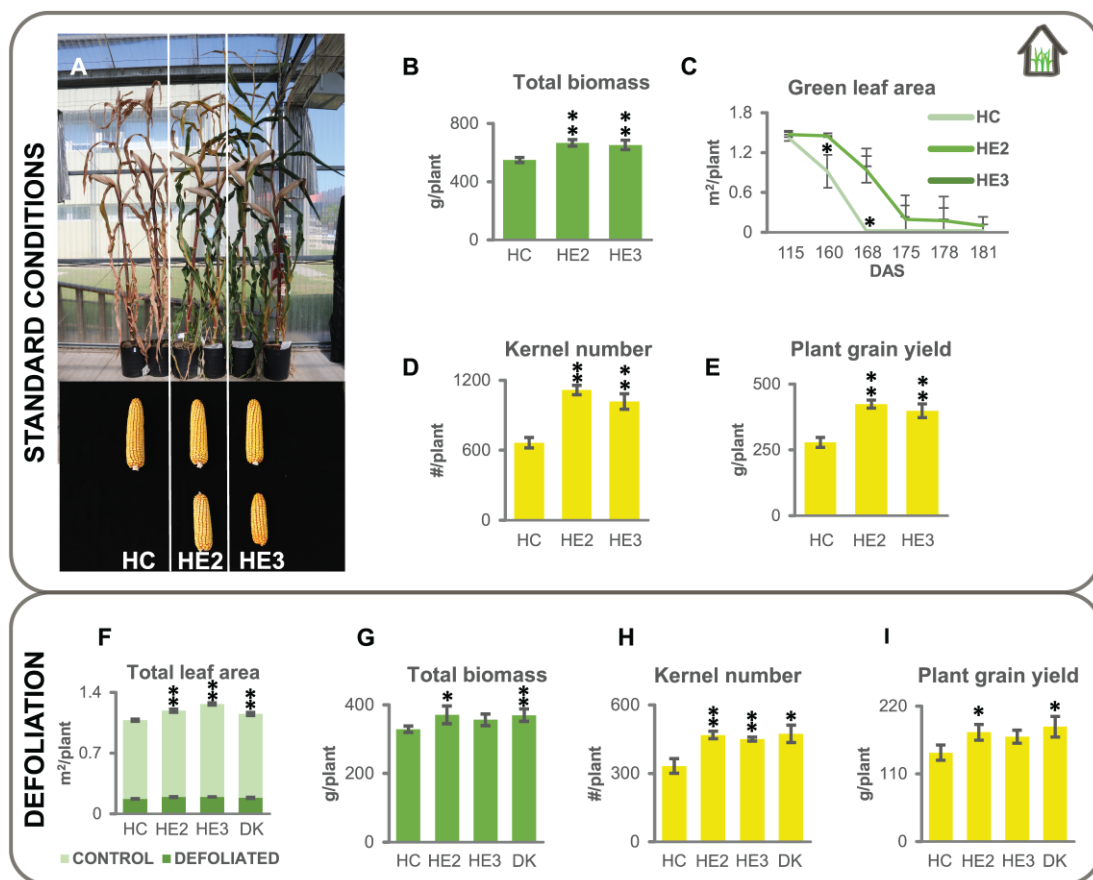 STANDARD CONDITIONS
A
HC HE2 HE3
B
Total biomass
g/plant
800
400
0
** **
HC HE2 HE3
C
Green leaf area
m²/plant
1.8
1.2
0.6
0
*
*
HC
HE2
HE3
115 160 168 175 178 181
DAS
D
Kernel number
#/plant
1200
600
0
** **
HC HE2 HE3
E
Plant grain yield
g/plant
500
250
0
** **
HC HE2 HE3
DEFOLIATION
F
Total leaf area
m²/plant
1.4
0.7
0
** ** **
HC HE2 HE3 DK
CONTROL DEFOLIATED
G
Total biomass
g/plant
400
300
0
* **
HC HE2 HE3 DK
H
Kernel number
#/plant
600
300
0
** ** *
HC HE2 HE3 DK
I
Plant grain yield
g/plant
220
110
0
* *
HC HE2 HE3 DK